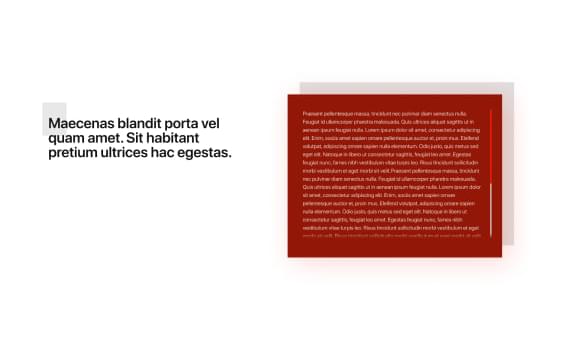 Maecenas blandit porta vel
quam amet. Sit habitant
pretium ultrices hac egestas.
Praesent pellentesque massa, tincidunt nec pulvinar diam senectus nulla.
Feugiat id ullamcorper pharetra malesuada. Quis ultrices aliquet sagittis ut in
aenean ipsum feugiat nulla. Lorem ipsum dolor sit amet, consectetur adipiscing
Enim, sociis amet sapien ornare pellentesque auctor et, proin mus. Eleifend
volutpat, adipiscing ornare sapien nulla elementum. Odio justo, quis metus sed
eget elit. Natoque in libero ut consectetur sagittis, feugiat leo amet. Egestas
feugiat nunc, fames nibh vestibulum vitae turpis leo. Risus tincidunt sollicitudin
morbi vestibulum et eget morbi sit velit. Praesent pellentesque massa, tincidunt
nec pulvinar diam senectus nulla. Feugiat id ullamcorper pharetra malesuada.
Quis ultrices aliquet sagittis ut in aenean ipsum feugiat nulla. Lorem ipsum dolor
sit amet, consectetur. Enim, sociis amet sapien ornare
pellentesque auctor et, proin mus. Eleifend volutpat, adipiscing ornare sapien
nulla elementum. Odio justo, quis metus sed eget elit. Natoque in libero ut
consectetur sagittis, feugiat leo amet. Egestas feugiat nunc, fames nibh
vestibulum vitae turpis leo. Risus tincidunt sollicitudin morbi vestibulum et eget